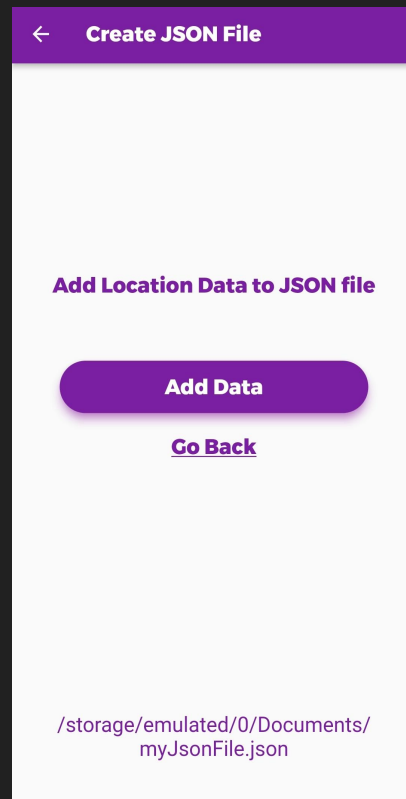 Create JSON File
Add Location Data to JSON file
Add Data
Go Back
/storage/emulated/0/Documents/
myJsonFile.json